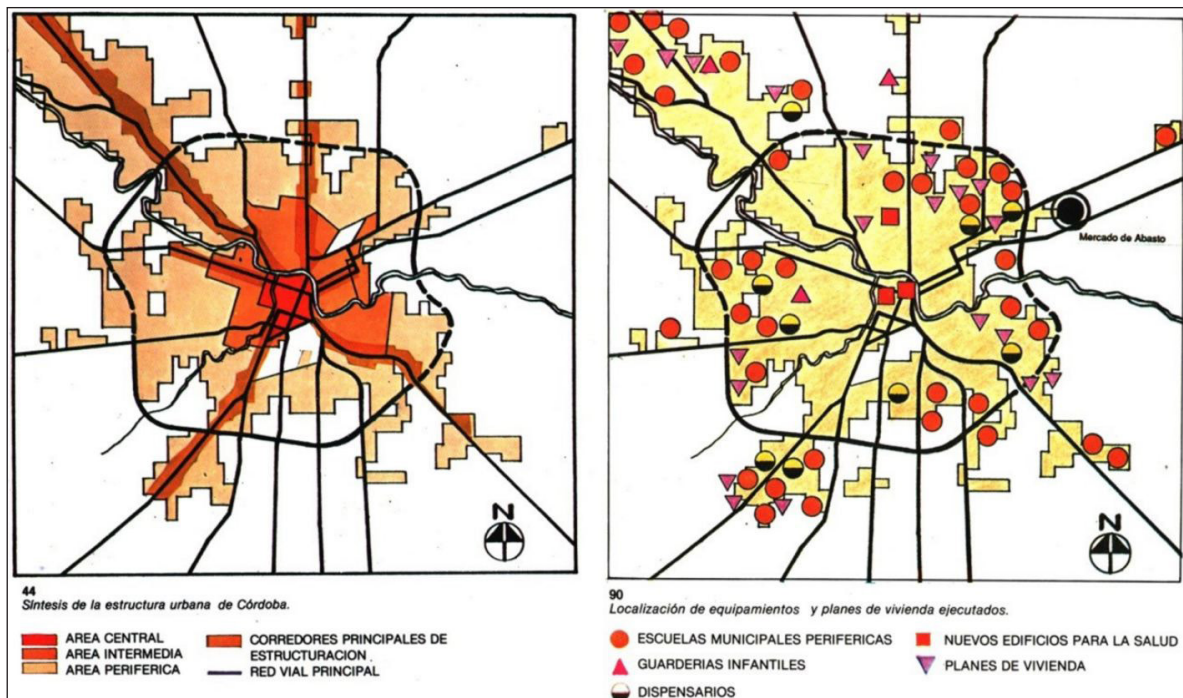 N
44
Síntesis de la estructura urbana de Córdoba.
AREA CENTRAL
AREA INTERMEDIA
AREA PERIFERICA
CORREDORES PRINCIPALES DE
ESTRUCTURACION
RED VIAL PRINCIPAL
Mercado de Abasto
N
90
Localización de equipamientos y planes de vivienda ejecutados.
ESCUELAS MUNICIPALES PERIFERICAS
GUARDERIAS INFANTILES
DISPENSARIOS
NUEVOS EDIFICIOS PARA LA SALUD
PLANES DE VIVIENDA